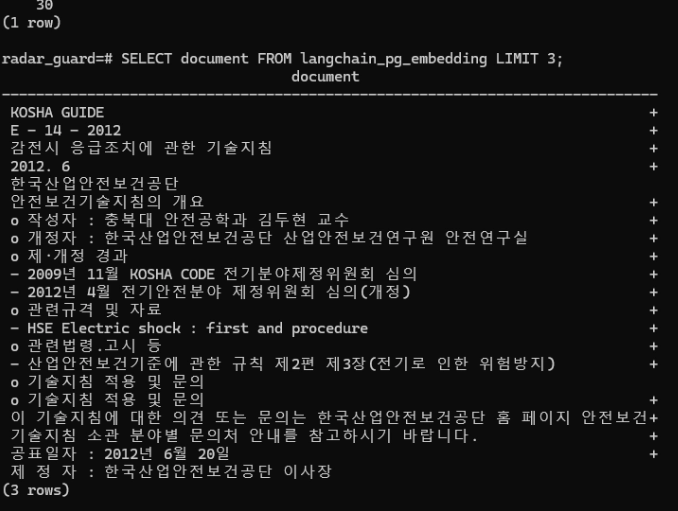 30
(1 row)
radar_guard=# SELECT document FROM langchain_pg_embedding LIMIT 3;
document
--------------------------------------------------------------------------------
KOSHA GUIDE +
E - 14 - 2012 +
감전시 응급조치에 관한 기술지침 +
2012. 6 +
한국산업안전보건공단
안전보건기술지침의 개요 +
o 작성자 : 충북대 안전공학과 김두현 교수 +
o 개정자 : 한국산업안전보건공단 산업안전보건연구원 안전연구실 +
o 제·개정 경과 +
- 2009년 11월 KOSHA CODE 전기분야제정위원회 심의 +
- 2012년 4월 전기안전분야 제정위원회 심의(개정) +
o 관련규격 및 자료 +
- HSE Electric shock : first and procedure +
o 관련법령.고시 등 +
- 산업안전보건기준에 관한 규칙 제2편 제3장(전기로 인한 위험방지) +
o 기술지침 적용 및 문의
o 기술지침 적용 및 문의 +
이 기술지침에 대한 의견 또는 문의는 한국산업안전보건공단 홈 페이지 안전보건+
기술지침 소관 분야별 문의처 안내를 참고하시기 바랍니다. +
공표일자 : 2012년 6월 20일 +
제 정 자 : 한국산업안전보건공단 이사장
(3 rows)